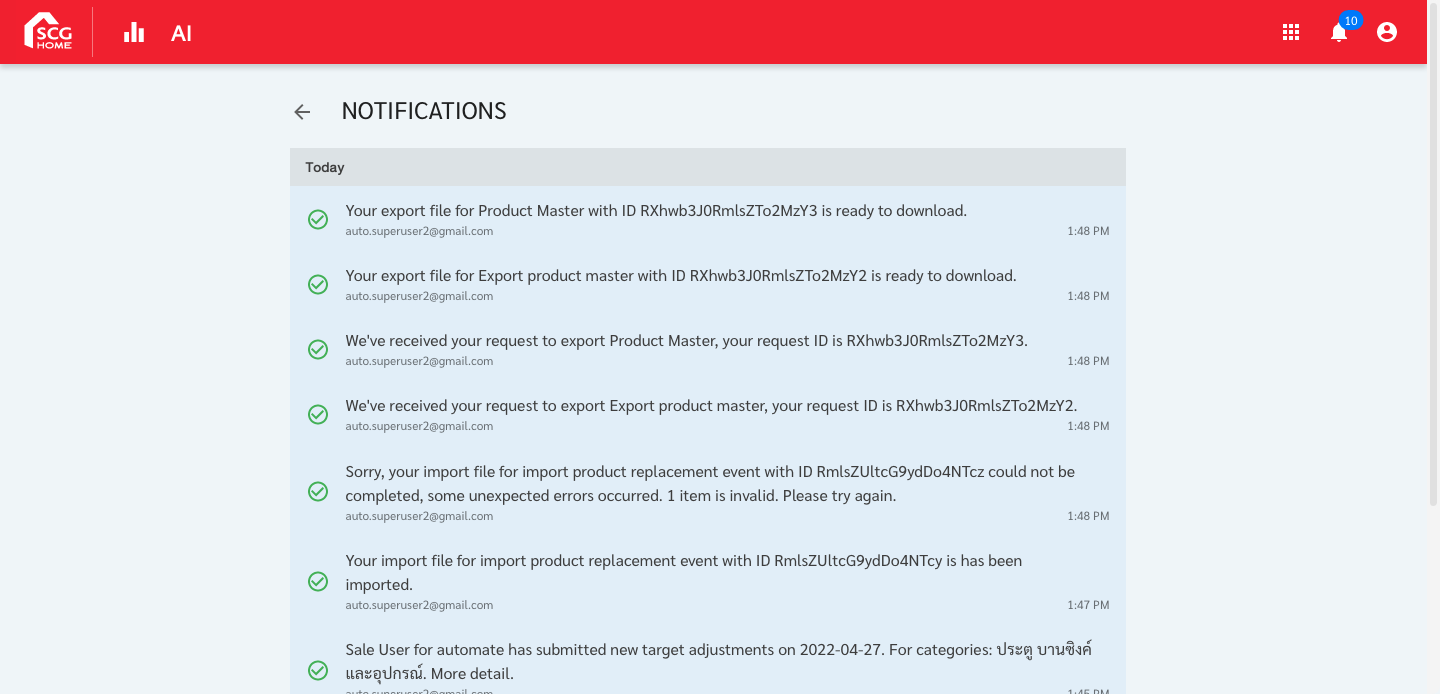 SCG
HOME
AI
10
NOTIFICATIONS
Today
Your export file for Product Master with ID RXhwb3J0RmlsZTo2MzY3 is ready to download.
auto.superuser2@gmail.com 1:48 PM
Your export file for Export product master with ID RXhwb3J0RmlsZTo2MzY2 is ready to download.
auto.superuser2@gmail.com 1:48 PM
We've received your request to export Product Master, your request ID is RXhwb3J0RmlsZTo2MzY3.
auto.superuser2@gmail.com 1:48 PM
We've received your request to export Export product master, your request ID is RXhwb3J0RmlsZTo2MzY2.
auto.superuser2@gmail.com 1:48 PM
Sorry, your import file for import product replacement event with ID RmlsZUltcG9ydDo4NTcz could not be
completed, some unexpected errors occurred. 1 item is invalid. Please try again.
auto.superuser2@gmail.com 1:48 PM
Your import file for import product replacement event with ID RmlsZUltcG9ydDo4NTcy is has been
imported.
auto.superuser2@gmail.com 1:47 PM
Sale User for automate has submitted new target adjustments on 2022-04-27. For categories: ประตู บานซิงค์
และอุปกรณ์. More detail.
auto.superuser2@gmail.com 1:45 PM